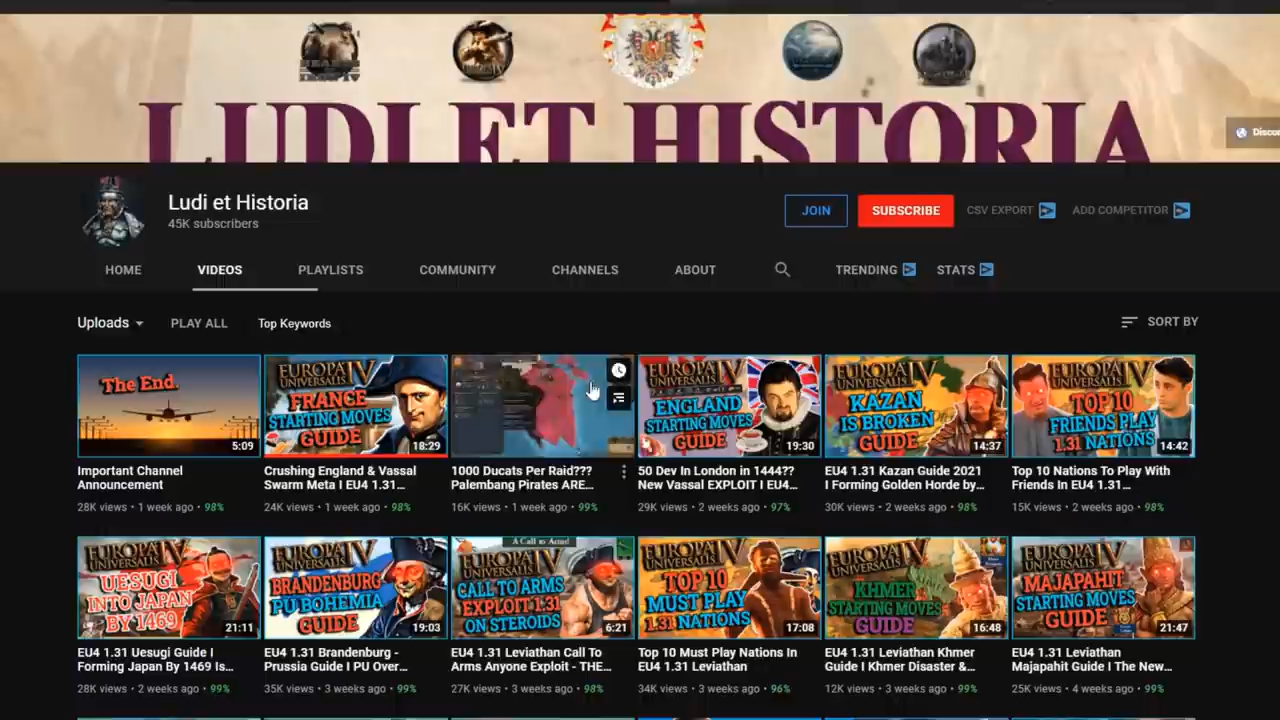 LUDI ET HISTORIA
Discor
Ludi et Historia
45K subscribers
JOIN
SUBSCRIBE
CSV EXPORT
ADD COMPETITOR
HOME
VIDEOS
PLAYLISTS
COMMUNITY
CHANNELS
ABOUT
TRENDING
STATS
Uploads
PLAY ALL
Top Keywords
SORT BY
The End.
5:09
Important Channel
Announcement
28K views • 1 week ago • 98%
EUROPA
UNIVERSALIS IV
FRANCE
STARTING MOVES
GUIDE
18:29
Crushing England & Vassal
Swarm Meta I EU4 1.31...
24K views • 1 week ago • 98%
1000 Ducats Per Raid???
Palembang Pirates ARE...
16K views • 1 week ago • 99%
EUROPA
UNIVERSALIS IV
ENGLAND
STARTING MOVES
GUIDE
19:30
50 Dev In London in 1444??
New Vassal EXPLOIT I EU4...
29K views • 2 weeks ago • 97%
EUROPA
UNIVERSALIS IV
KAZAN
IS BROKEN
GUIDE
14:37
EU4 1.31 Kazan Guide 2021
I Forming Golden Horde by...
30K views • 2 weeks ago • 98%
EUROPA
UNIVERSALIS IV
TOP 10
FRIENDS PLAY
1.31 NATIONS
14:42
Top 10 Nations To Play With
Friends In EU4 1.31...
15K views • 2 weeks ago • 98%
EUROPA
UNIVERSALIS IV
UESUGI
INTO JAPAN
BY 1469
21:11
EU4 1.31 Uesugi Guide I
Forming Japan By 1469 Is...
28K views • 2 weeks ago • 99%
EUROPA
UNIVERSALIS IV
BRANDENBURG
PU BOHEMIA
GUIDE
19:03
EU4 1.31 Brandenburg -
Prussia Guide I PU Over...
35K views • 3 weeks ago • 99%
A Call to Arms!
EUROPA
UNIVERSALIS IV
CALL TO ARMS
EXPLOIT 1.31
ON STEROIDS
6:21
EU4 1.31 Leviathan Call To
Arms Anyone Exploit - THE...
27K views • 3 weeks ago • 98%
EUROPA
UNIVERSALIS IV
TOP 10
MUST PLAY
1.31 NATIONS
17:08
Top 10 Must Play Nations In
EU4 1.31 Leviathan
34K views • 3 weeks ago • 96%
EUROPA
UNIVERSALIS IV
KHMER
STARTING MOVES
GUIDE
16:48
EU4 1.31 Leviathan Khmer
Guide I Khmer Disaster &...
12K views • 3 weeks ago • 99%
EUROPA
UNIVERSALIS IV
MAJAPAHIT
STARTING MOVES
GUIDE
21:47
EU4 1.31 Leviathan
Majapahit Guide I The New...
25K views • 4 weeks ago • 99%